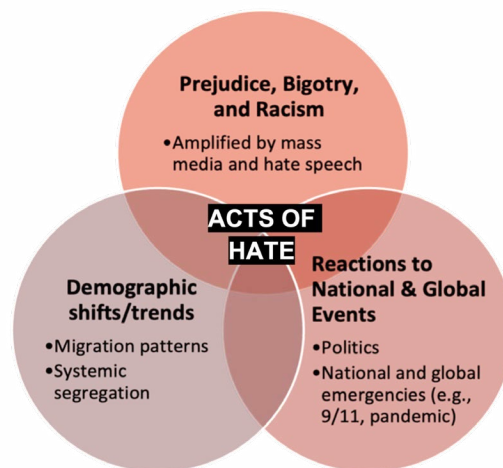 Prejudice, Bigotry,
and Racism
•Amplified by mass
media and hate speech
ACTS OF
HATE
Demographic
shifts/trends
•Migration patterns
•Systemic
segregation
Reactions to
National & Global
Events
•Politics
•National and global
emergencies (e.g.,
9/11, pandemic)